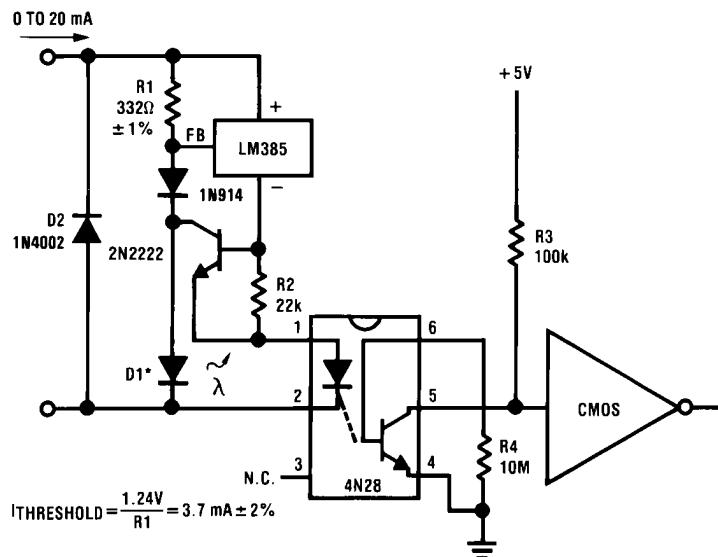 0 TO 20 mA
R1
332Ω
±1%
FB
+
LM385
−
+5V
1N914
D2
1N4002
2N2222
R2
22k
R3
100k
1
6
D1*
λ
2
5
CMOS
3
N.C.
4
4N28
R4
10M
ITHRESHOLD = 1.24V / R1 = 3.7 mA ± 2%